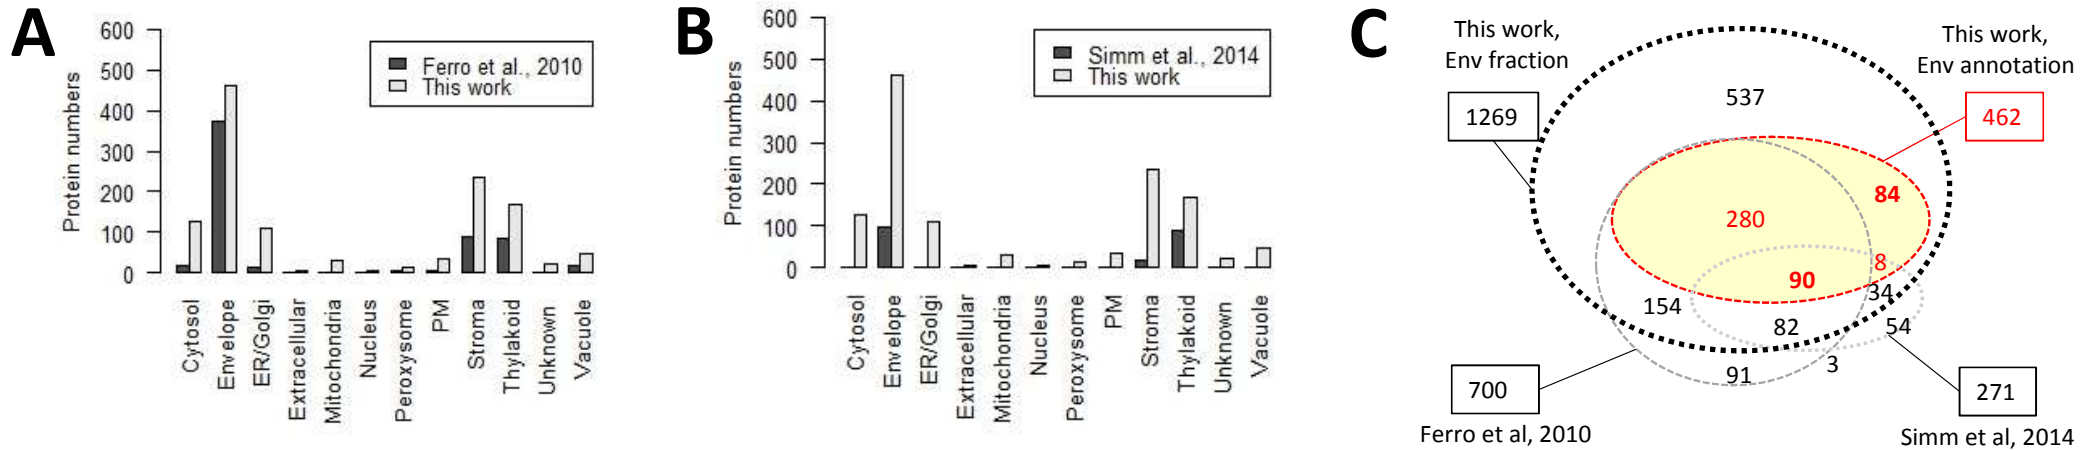 A
600
500
400
300
200
100
0
Protein numbers
Ferro et al., 2010
This work
Cytosol
Envelope
ER/Golgi
Extracellular
Mitochondria
Nucleus
Peroxysome
PM
Stroma
Thylakoid
Unknown
Vacuole
B
600
500
400
300
200
100
0
Protein numbers
Simm et al., 2014
This work
Cytosol
Envelope
ER/Golgi
Extracellular
Mitochondria
Nucleus
Peroxysome
PM
Stroma
Thylakoid
Unknown
Vacuole
C
This work,
Env fraction
1269
This work,
Env annotation
462
537
84
280
8
90
34
154
82
54
3
91
700
Ferro et al, 2010
271
Simm et al, 2014